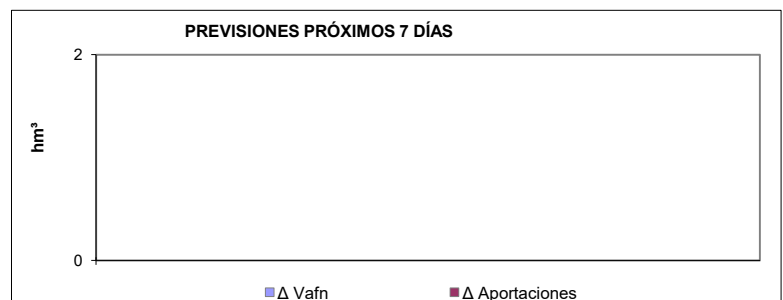 PREVISIONES PRÓXIMOS 7 DÍAS
2
hm³
0
Δ Vafn Δ Aportaciones